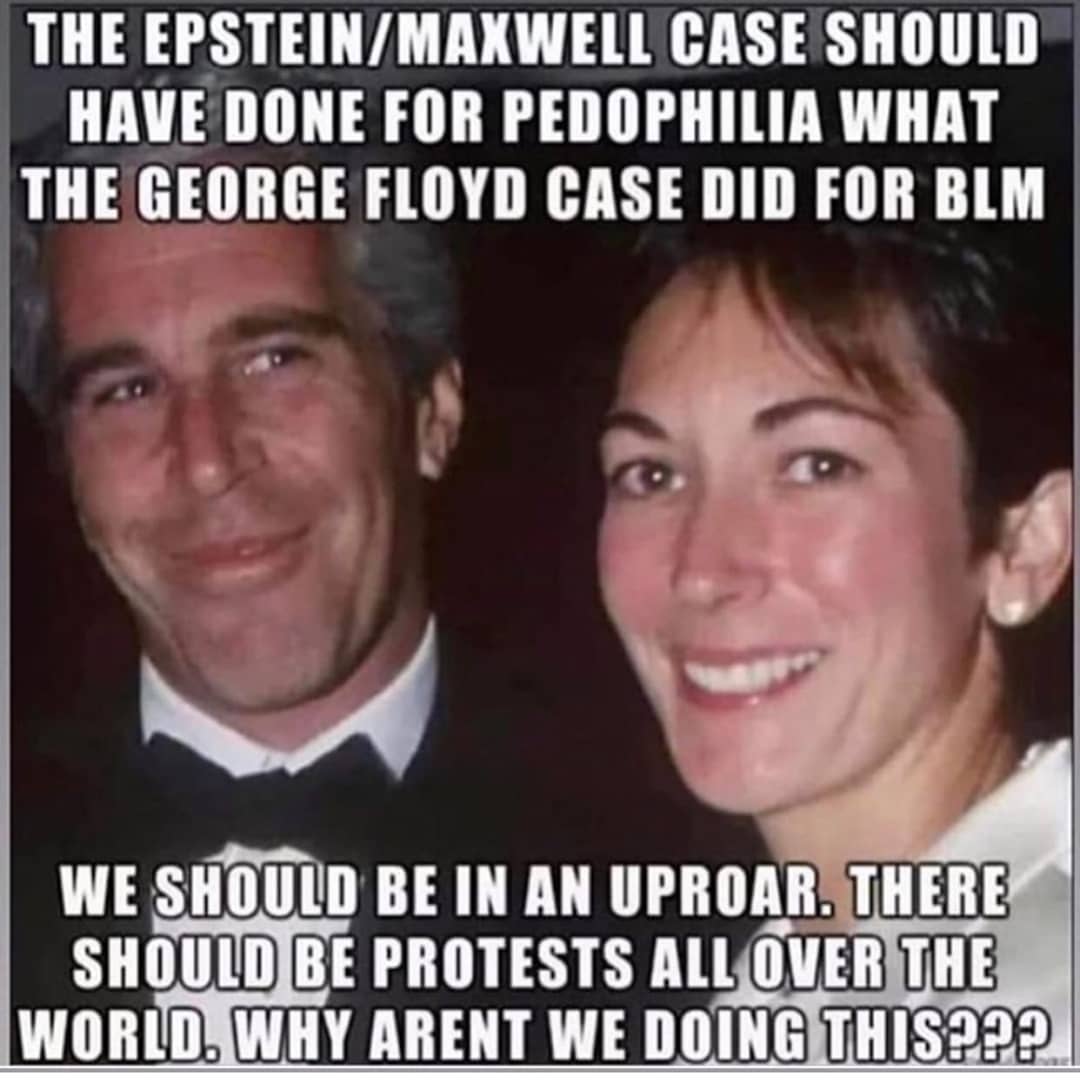 THE EPSTEIN/MAXWELL CASE SHOULD
HAVE DONE FOR PEDOPHILIA WHAT
THE GEORGE FLOYD CASE DID FOR BLM
WE SHOULD BE IN AN UPROAR. THERE
SHOULD BE PROTESTS ALL OVER THE
WORLD. WHY ARENT WE DOING THIS???